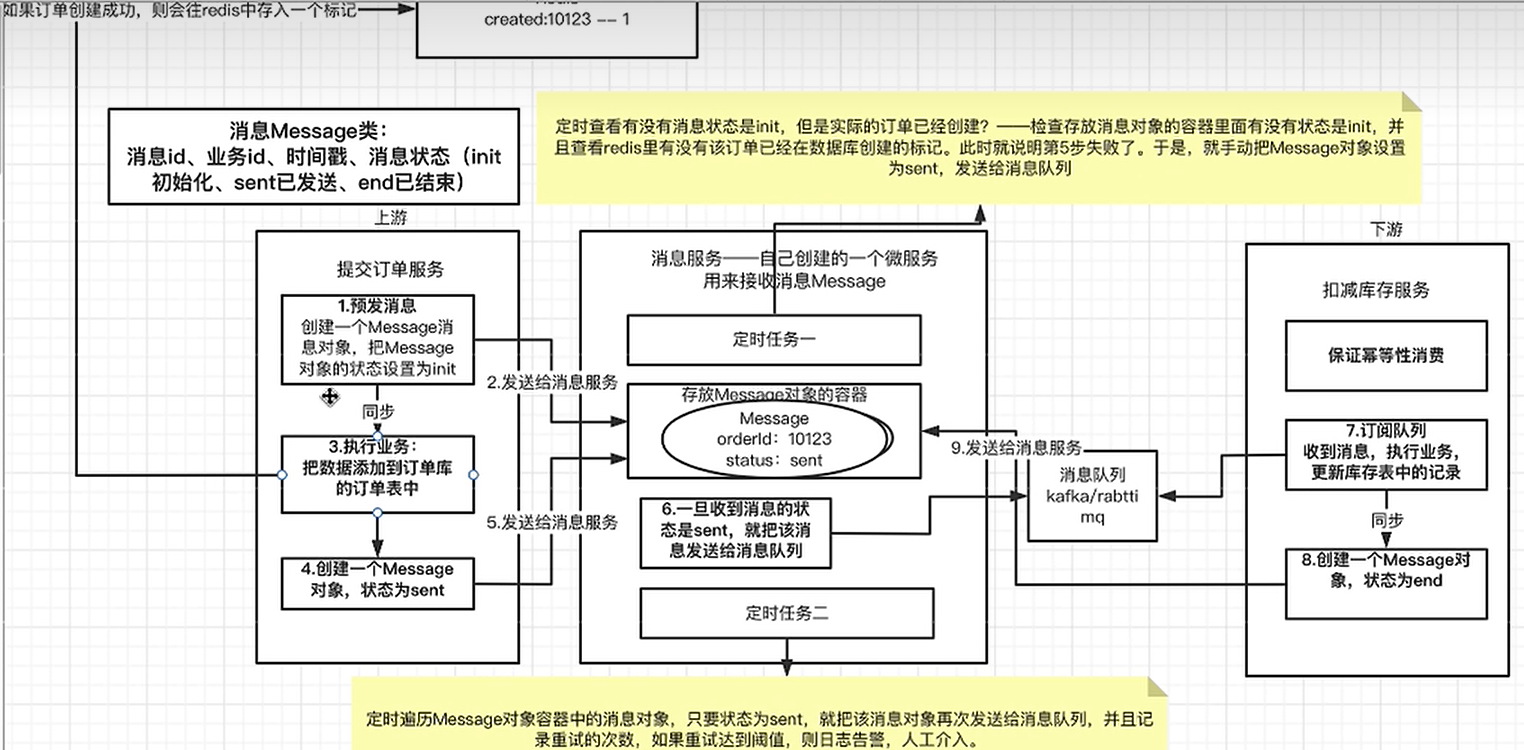 如果订单创建成功，则会往redis中存入一个标记
created:10123 -- 1
消息Message类：
消息id、业务id、时间戳、消息状态（init
初始化、sent已发送、end已结束）
定时查看有没有消息状态是init，但是实际的订单已经创建？——检查存放消息对象的容器里面有没有状态是init，并
且查看redis里有没有该订单已经在数据库创建的标记。此时就说明第5步失败了。于是，就手动把Message对象设置
为sent，发送给消息队列
上游
提交订单服务
1.预发消息
创建一个Message消
息对象，把Message
对象的状态设置为init
同步
3.执行业务：
把数据添加到订单库
的订单表中
4.创建一个Message
对象，状态为sent
2.发送给消息服务
5.发送给消息服务
消息服务——自己创建的一个微服务
用来接收消息Message
定时任务一
存放Message对象的容器
Message
orderId：10123
status：sent
6.一旦收到消息的状
态是sent，就把该消
息发送给消息队列
定时任务二
9.发送给消息服务
消息队列
kafka/rabtti
mq
下游
扣减库存服务
保证幂等性消费
7.订阅队列
收到消息，执行业务，
更新库存表中的记录
同步
8.创建一个Message对
象，状态为end
定时遍历Message对象容器中的消息对象，只要状态为sent，就把该消息对象再次发送给消息队列，并且记
录重试的次数，如果重试达到阈值，则日志告警，人工介入。